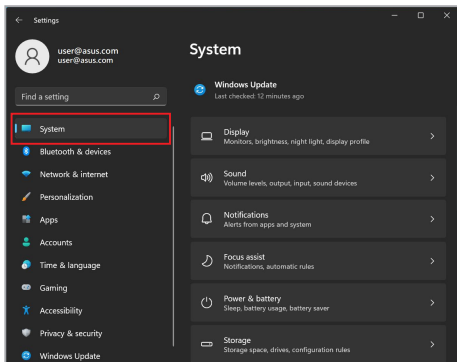 Settings
user@asus.com
user@asus.com
Find a setting
System
Bluetooth & devices
Network & internet
Personalization
Apps
Accounts
Time & language
Gaming
Accessibility
Privacy & security
Windows Update
System
Windows Update
Last checked: 12 minutes ago
Display
Monitors, brightness, night light, display profile
Sound
Volume levels, output, input, sound devices
Notifications
Alerts from apps and system
Focus assist
Notifications, automatic rules
Power & battery
Sleep, battery usage, battery saver
Storage
Storage space, drives, configuration rules